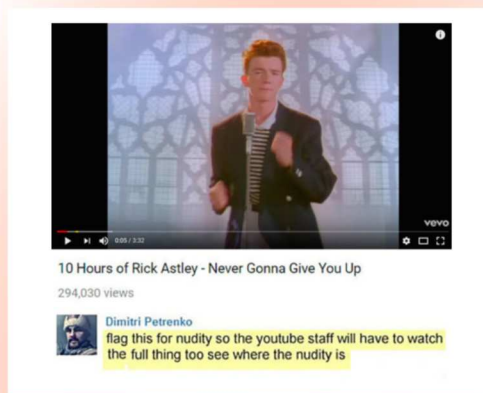 vevo
0:05 / 3:32
10 Hours of Rick Astley - Never Gonna Give You Up
294,030 views
Dimitri Petrenko
flag this for nudity so the youtube staff will have to watch
the full thing too see where the nudity is